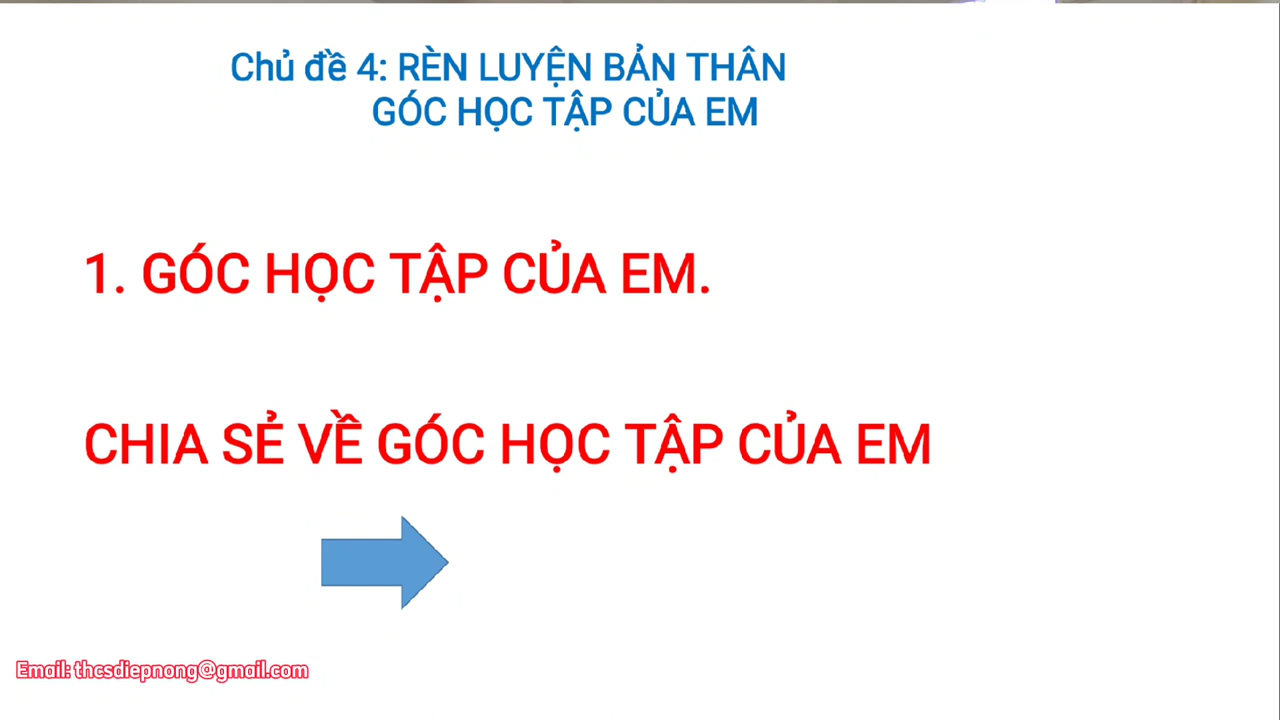 Chủ đề 4: RÈN LUYỆN BẢN THÂN
GÓC HỌC TẬP CỦA EM
1. GÓC HỌC TẬP CỦA EM.
CHIA SẺ VỀ GÓC HỌC TẬP CỦA EM
Email: thcsdiepnong@gmail.com